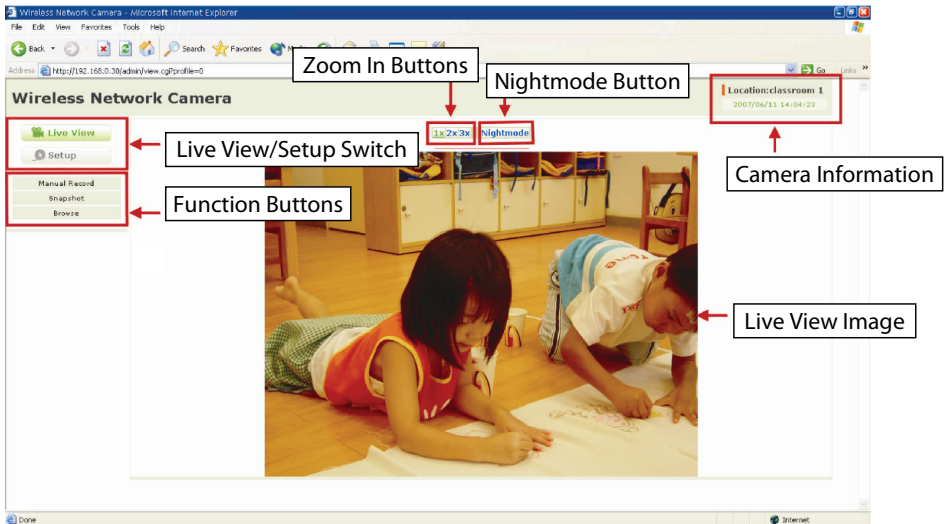 Wireless Network Camera - Microsoft Internet Explorer
File Edit View Favorites Tools Help
Back Search Favorites
Address http://192.168.0.30/admin/view.cgi?profile=0 Go Links »
Zoom In Buttons
Nightmode Button
Wireless Network Camera
Location:classroom 1
2007/06/11 14:04:23
Live View
Setup
1x 2x 3x Nightmode
Live View/Setup Switch
Camera Information
Manual Record
Snapshot
Browse
Function Buttons
Live View Image
Done Internet